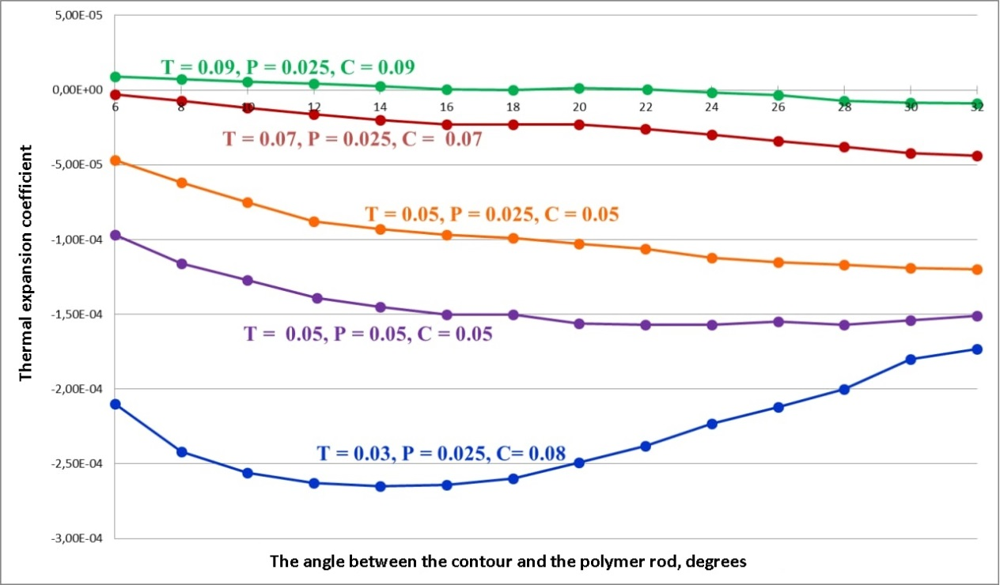 5,00E-05
T = 0.09, P = 0.025, C = 0.09
0,00E+00
6 8 10 12 14 16 18 20 22 24 26 28 30 32
T = 0.07, P = 0.025, C =  0.07
-5,00E-05
T = 0.05, P = 0.025, C = 0.05
-1,00E-04
-1,50E-04
T =  0.05, P = 0.05, C = 0.05
-2,00E-04
T = 0.03, P = 0.025, C= 0.08
-2,50E-04
-3,00E-04
Thermal expansion coefficient
The angle between the contour and the polymer rod, degrees